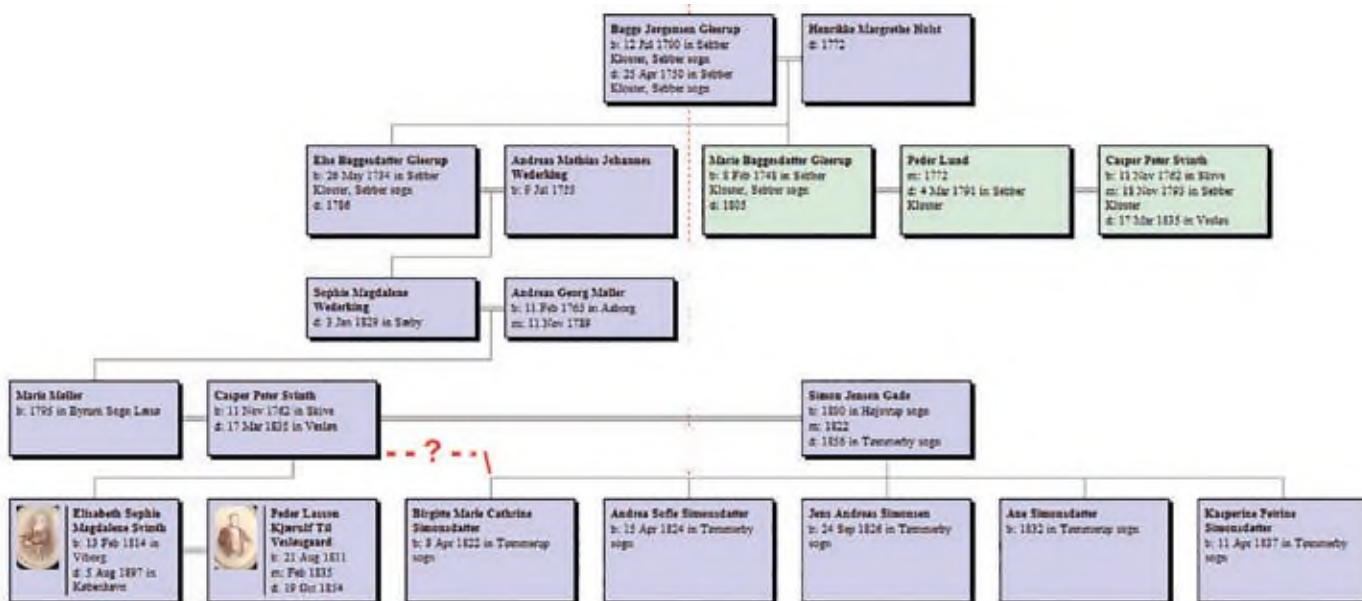 Bagge Jørgensen Gleerup
b: 12 Jul 1700 in Sebber
Kloster, Sebber sogn
d: 25 Apr 1750 in Sebber
Kloster, Sebber sogn
Henrikke Margrethe
d: 1772
Else Baggesdatter Gleerup
b: 26 May 1734 in Sebber
Kloster, Sebber sogn
d: 1786
Andreas Mathias Johannes
Wederking
b: 9 Jul 1755
Marie Baggesdatter Gleerup
b: 8 Feb 1748 in Sebber
Kloster, Sebber sogn
d: 1805
Peder Lund
m: 1772
d: 4 Mar 1791 in Sebber
Kloster
Casper Peter Svinth
b: 11 Nov 1762 in Skive
m: 18 Nov 1793 in Sebber
Kloster
d: 17 Mar 1835 in Vesløs
Sophie Magdalene
Wederking
d: 3 Jan 1829 in Sæby
Andreas Georg Møller
b: 11 Feb 1765 in Aaborg
m: 11 Nov 1789
Marie Møller
b: 1795 in Byrum Sogn Læsø
Casper Peter Svinth
b: 11 Nov 1762 in Skive
d: 17 Mar 1835 in Vesløs
Simon Jensen Gade
b: 1800 in Højstrup sogn
m: 1822
d: 1856 in Tømmerby sogn
?
Elisabeth Sophie
Magdalene Svinth
b: 13 Feb 1814 in
Viborg
d: 5 Aug 1897 in
København
Peder Lassen
Kjærulf Til
Vesløsgaard
b: 21 Aug 1811
m: Feb 1835
d: 19 Oct 1854
Birgitte Marie Cathrine
Simonsdatter
b: 8 Apr 1822 in Tømmerup
sogn
Andrea Sofie Simonsdatter
b: 15 Apr 1824 in Tømmerby
sogn
Jens Andreas Simonsen
b: 24 Sep 1826 in Tømmerby
sogn
Ane Simonsdatter
b: 1832 in Tømmerup sogn
Kasperine Petrine
Simonsdatter
b: 11 Apr 1837 in Tømmerby
sogn